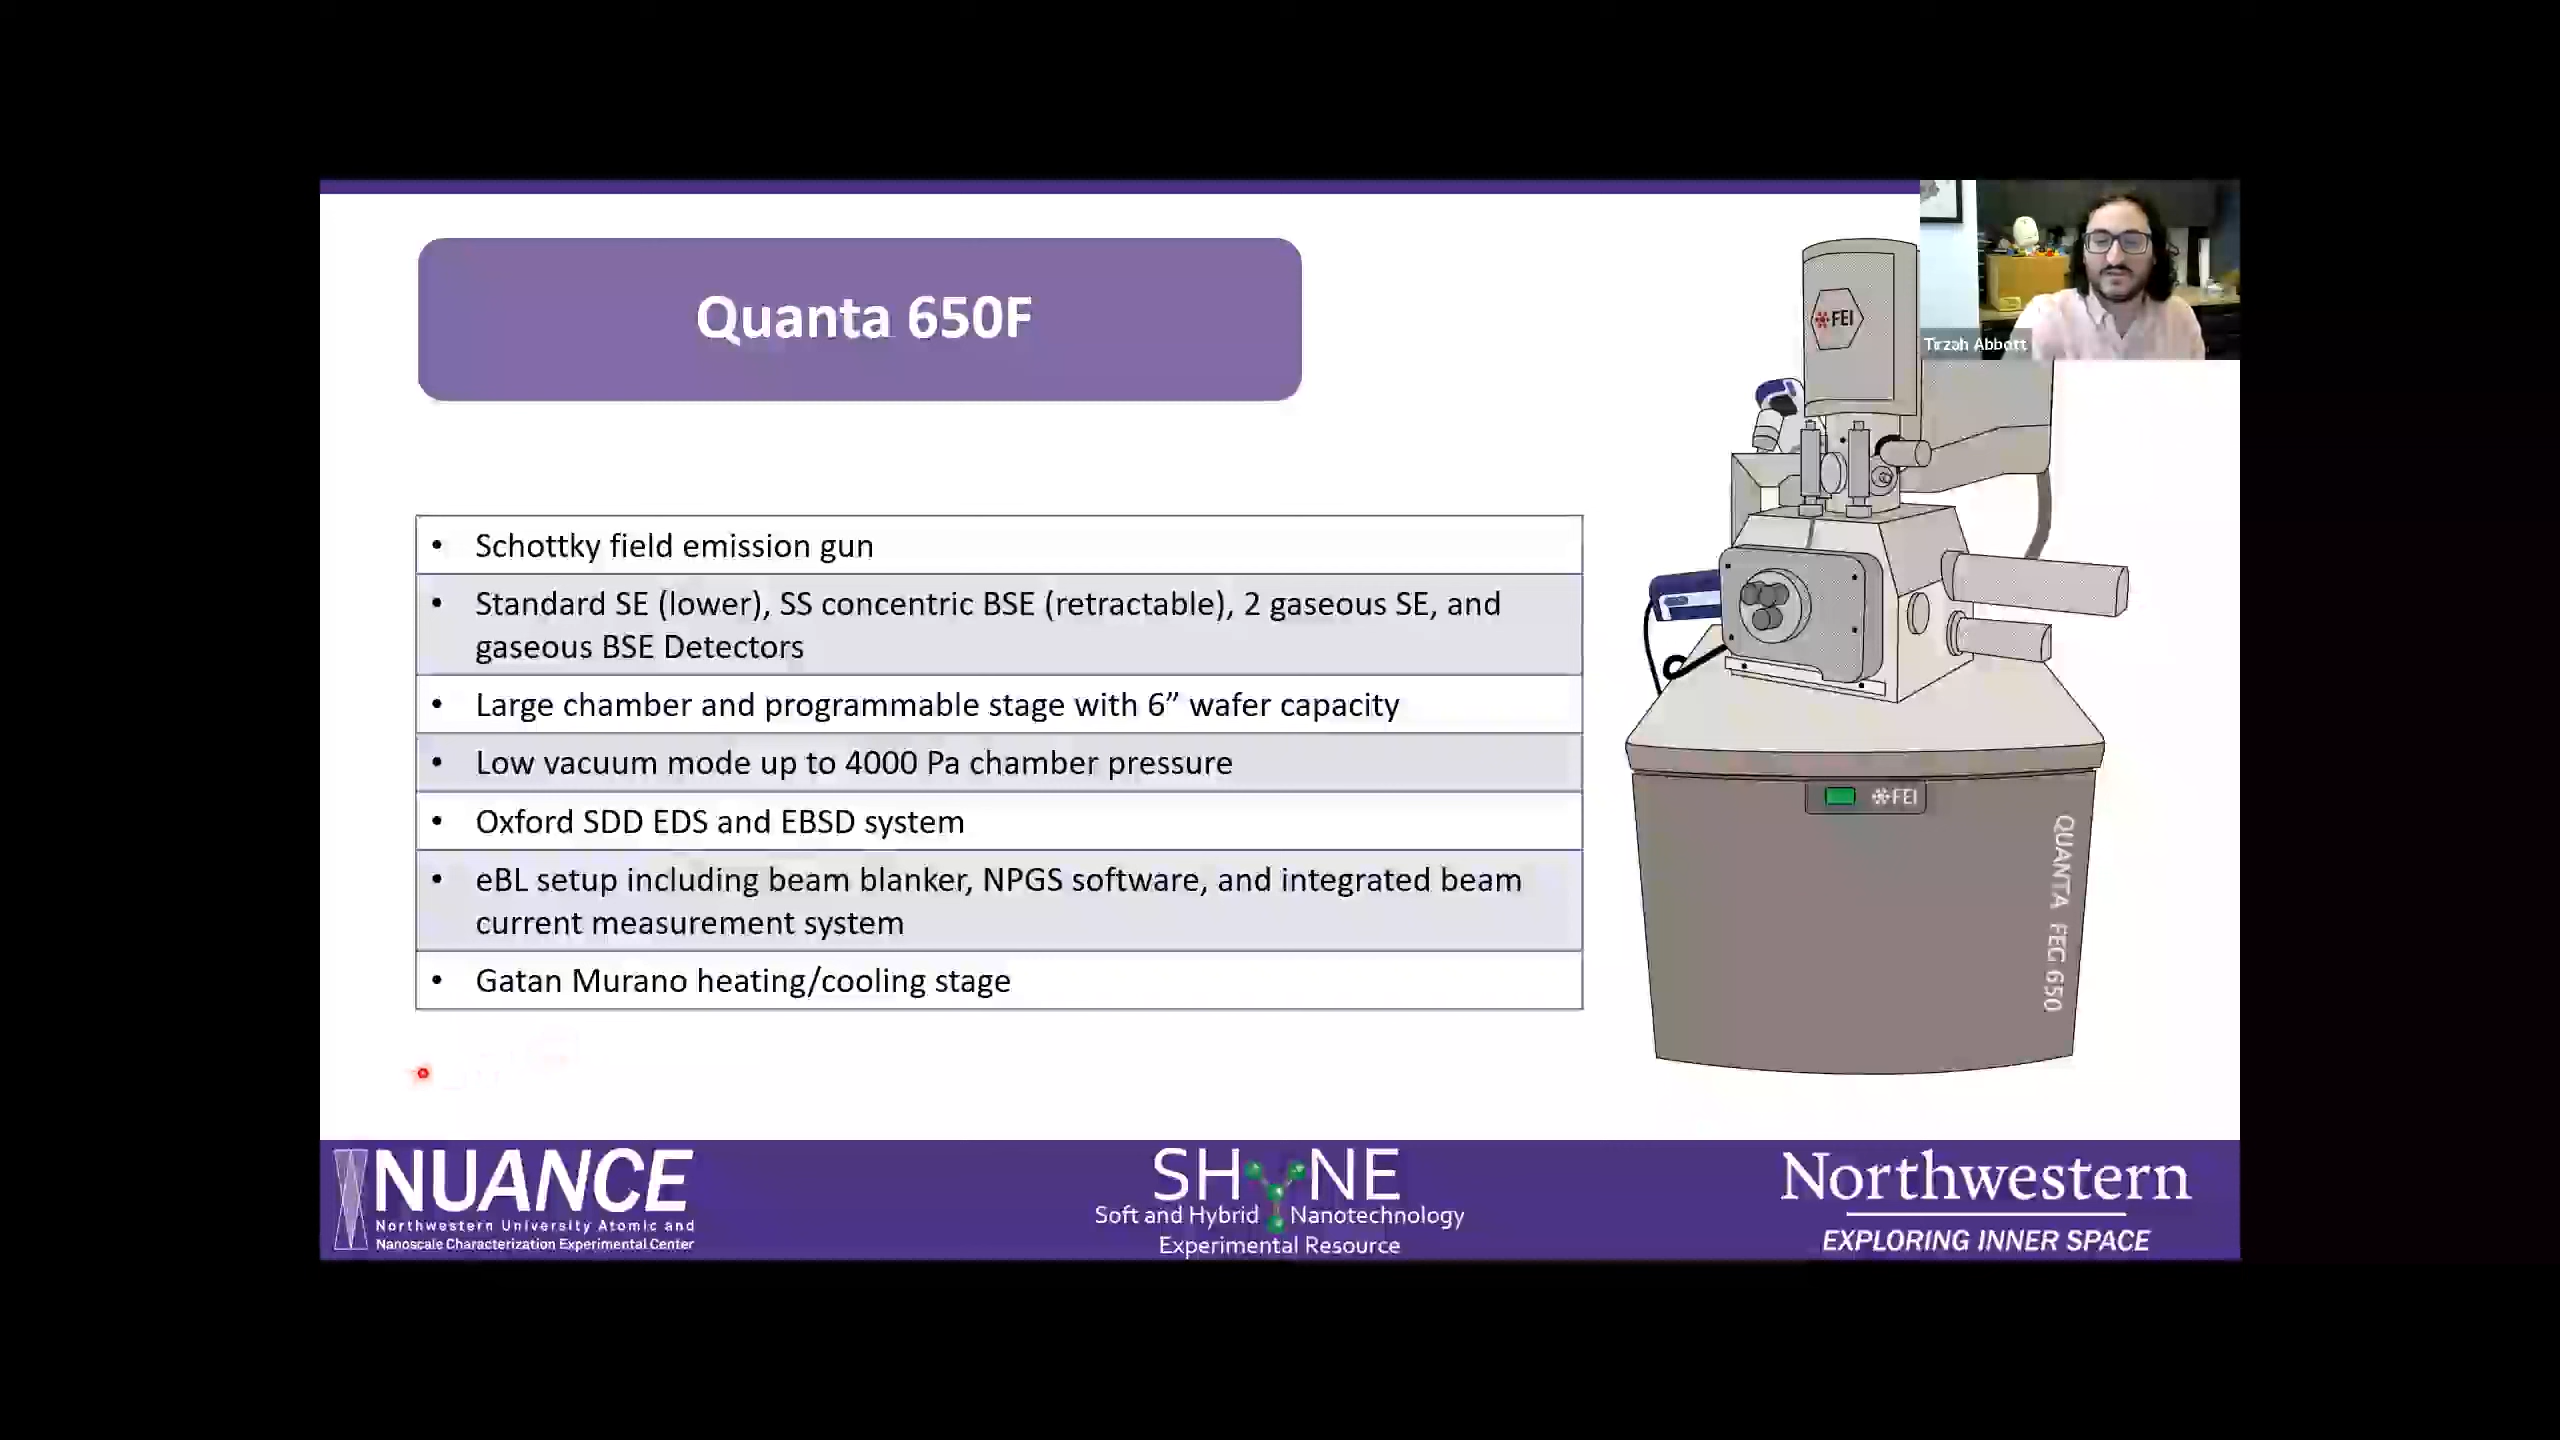 Quanta 650F
FEI
Tirzah Abbott
• Schottky field emission gun
• Standard SE (lower), SS concentric BSE (retractable), 2 gaseous SE, and
gaseous BSE Detectors
• Large chamber and programmable stage with 6” wafer capacity
• Low vacuum mode up to 4000 Pa chamber pressure
• Oxford SDD EDS and EBSD system
• eBL setup including beam blanker, NPGS software, and integrated beam
current measurement system
• Gatan Murano heating/cooling stage
FEI
QUANTA FEG 650
NUANCE
Northwestern University Atomic and
Nanoscale Characterization Experimental Center
SHyNE
Soft and Hybrid Nanotechnology
Experimental Resource
Northwestern
EXPLORING INNER SPACE